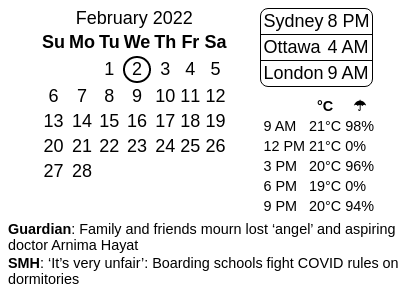 February 2022
Su Mo Tu We Th Fr Sa
1 2 3 4 5
6 7 8 9 10 11 12
13 14 15 16 17 18 19
20 21 22 23 24 25 26
27 28
Sydney 8 PM
Ottawa 4 AM
London 9 AM
°C ☂
9 AM 21°C 98%
12 PM 21°C 0%
3 PM 20°C 96%
6 PM 19°C 0%
9 PM 20°C 94%
Guardian: Family and friends mourn lost ‘angel’ and aspiring
doctor Arnima Hayat
SMH: ‘It’s very unfair’: Boarding schools fight COVID rules on
dormitories